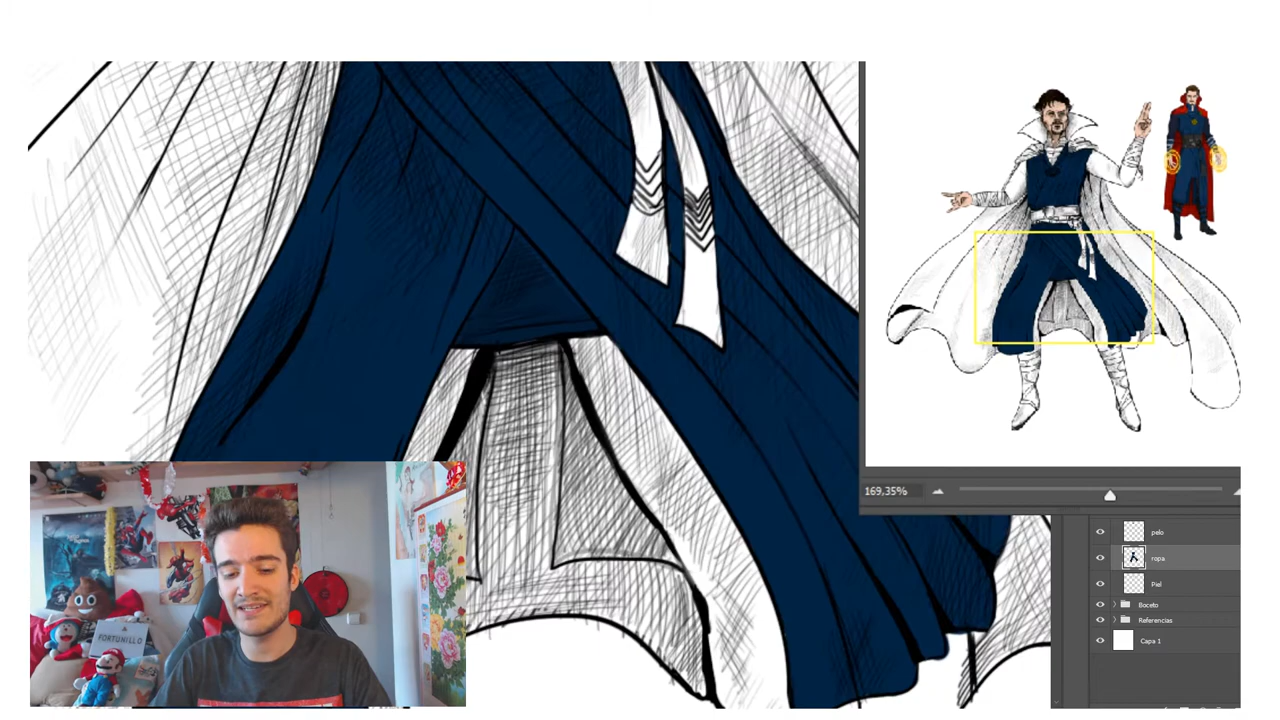 169,35%
pelo
ropa
Piel
Boceto
Referencias
Capa 1
FORTUNILLO